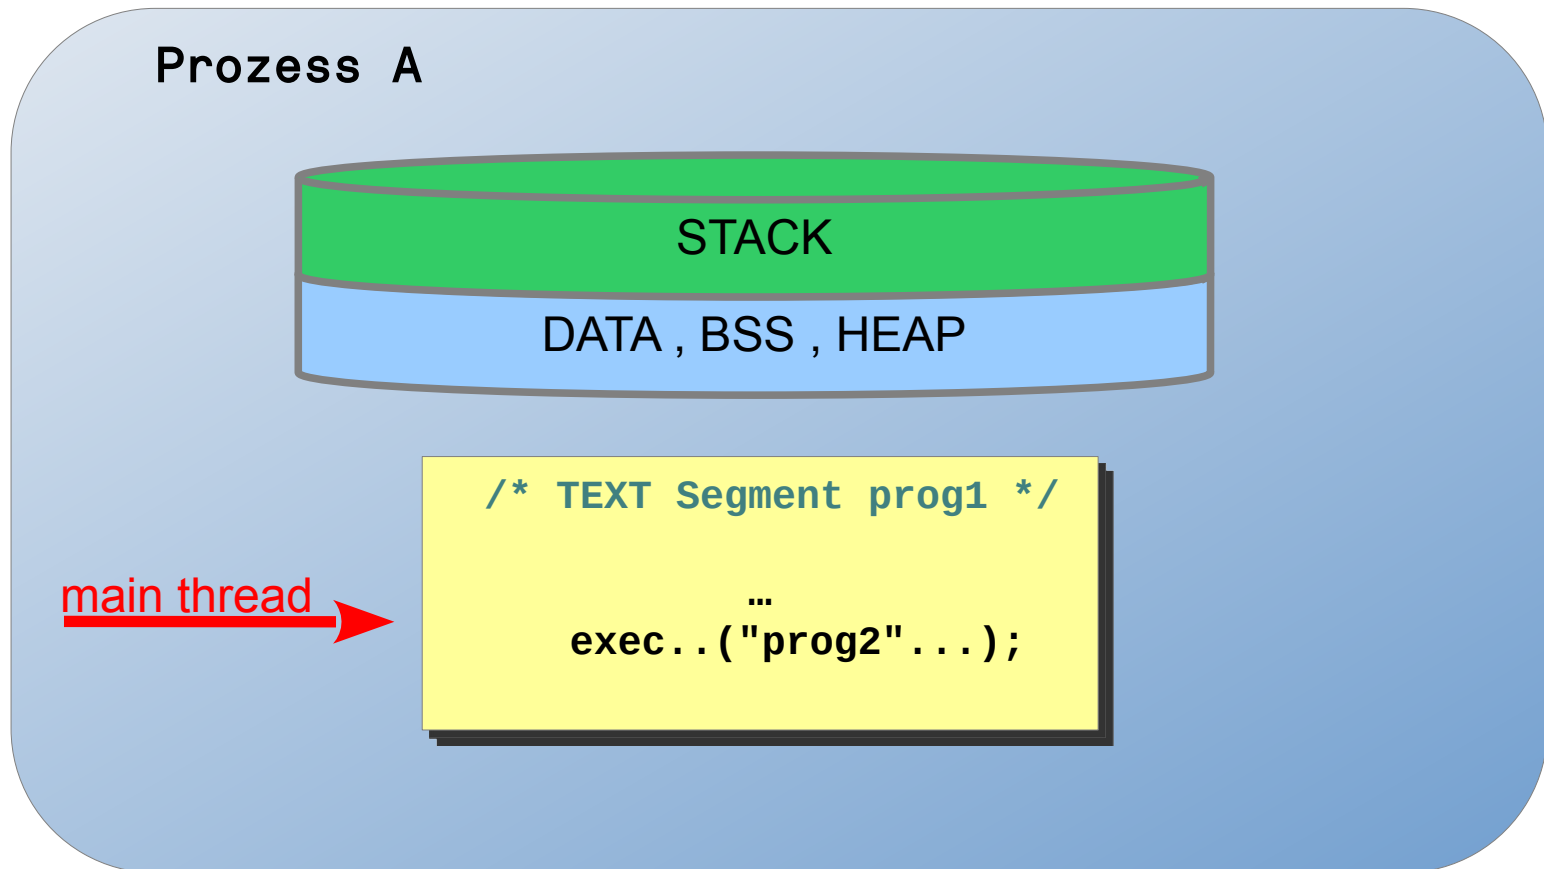 Prozess A
STACK
DATA , BSS , HEAP
/* TEXT Segment prog1 */
main thread
…
exec..("prog2"...);